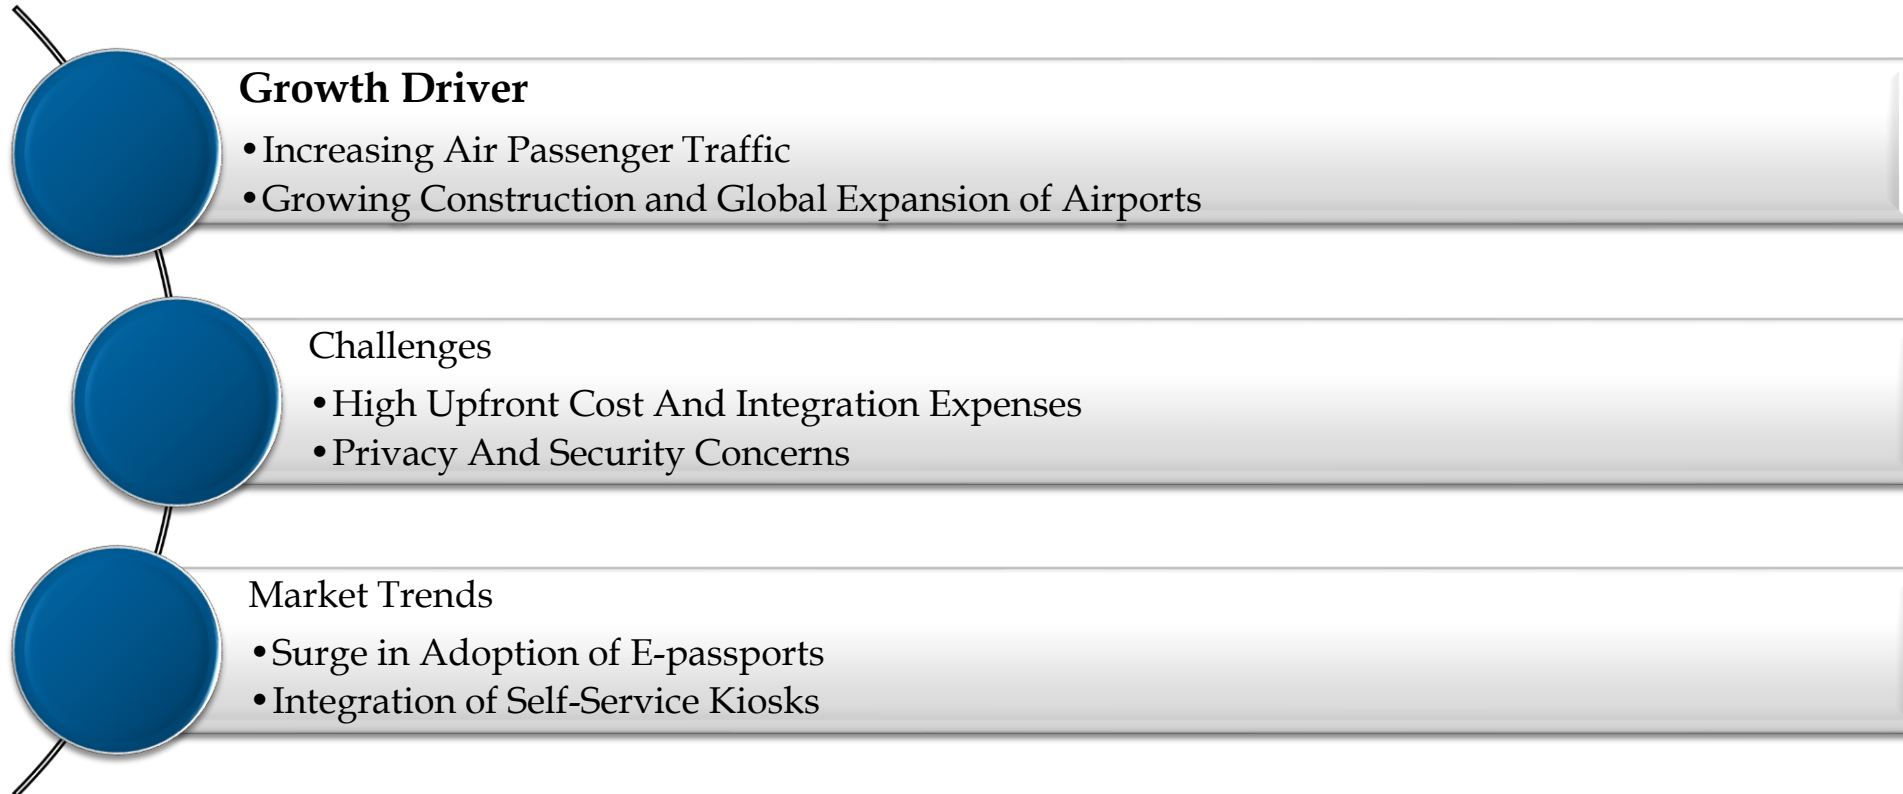 Growth Driver
•Increasing Air Passenger Traffic
•Growing Construction and Global Expansion of Airports
Challenges
•High Upfront Cost And Integration Expenses
•Privacy And Security Concerns
Market Trends
•Surge in Adoption of E-passports
•Integration of Self-Service Kiosks